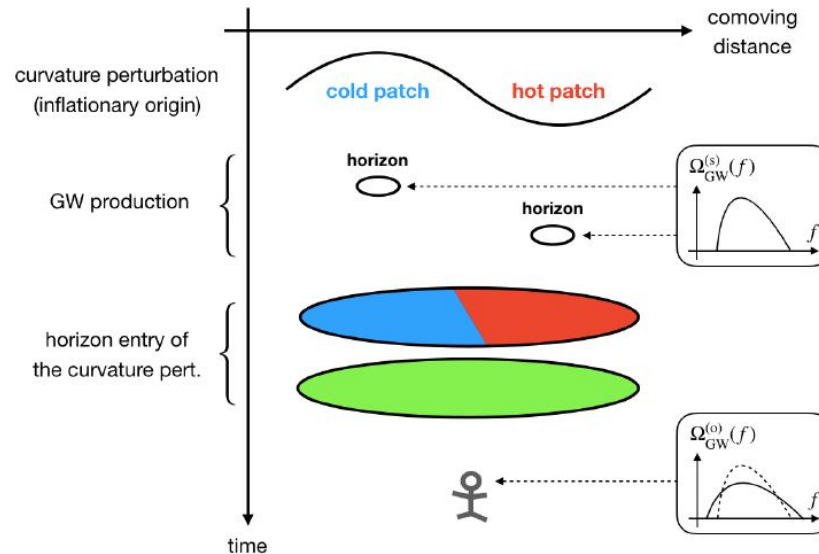 comoving
distance
curvature perturbation
(inflationary origin)
cold patch
hot patch
horizon
GW production
horizon
Ω_GW^(s)(f)
f
horizon entry of
the curvature pert.
Ω_GW^(o)(f)
f
time